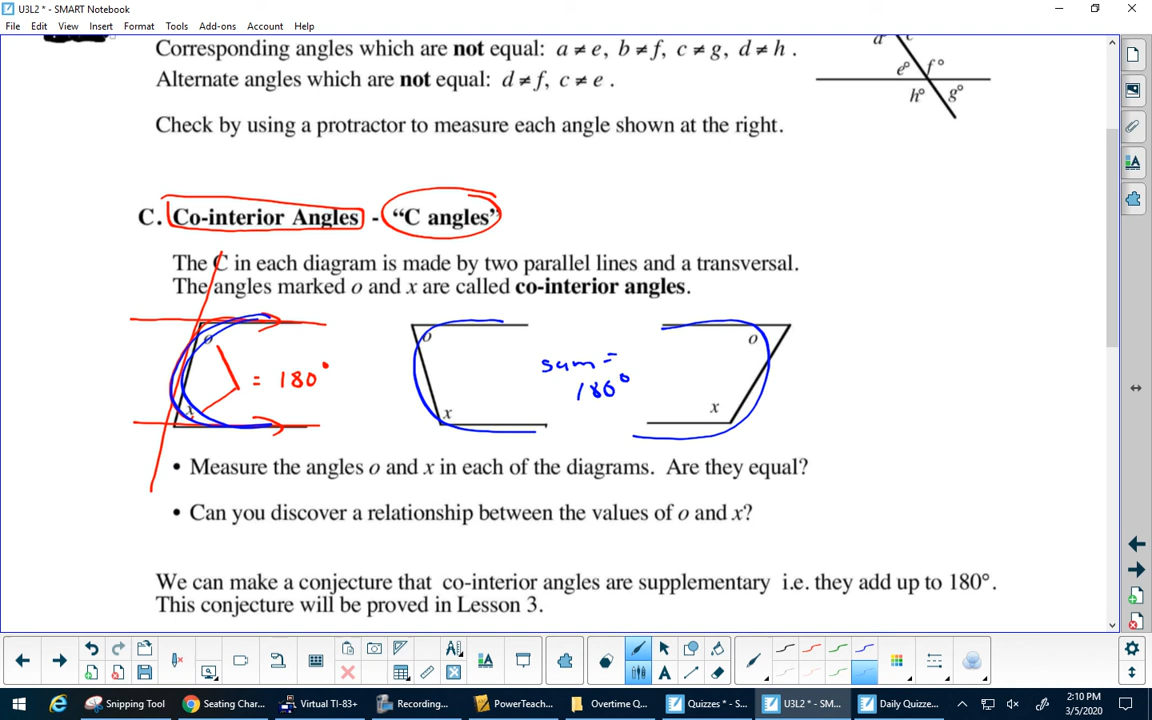 U3L2 * - SMART Notebook
File Edit View Insert Format Tools Add-ons Account Help
Corresponding angles which are not equal: a ≠ e, b ≠ f, c ≠ g, d ≠ h .
Alternate angles which are not equal: d ≠ f, c ≠ e .
e° f°
h° g°
Check by using a protractor to measure each angle shown at the right.
C. Co-interior Angles - “C angles”
The C in each diagram is made by two parallel lines and a transversal.
The angles marked o and x are called co-interior angles.
o o o
= 180° sum = 180°
x x x
• Measure the angles o and x in each of the diagrams. Are they equal?
• Can you discover a relationship between the values of o and x?
We can make a conjecture that co-interior angles are supplementary i.e. they add up to 180°.
This conjecture will be proved in Lesson 3.
Snipping Tool Seating Char... Virtual TI-83+ Recording... PowerTeach... Overtime Q... Quizzes * - S... U3L2 * - SM... Daily Quizze...
2:10 PM
3/5/2020